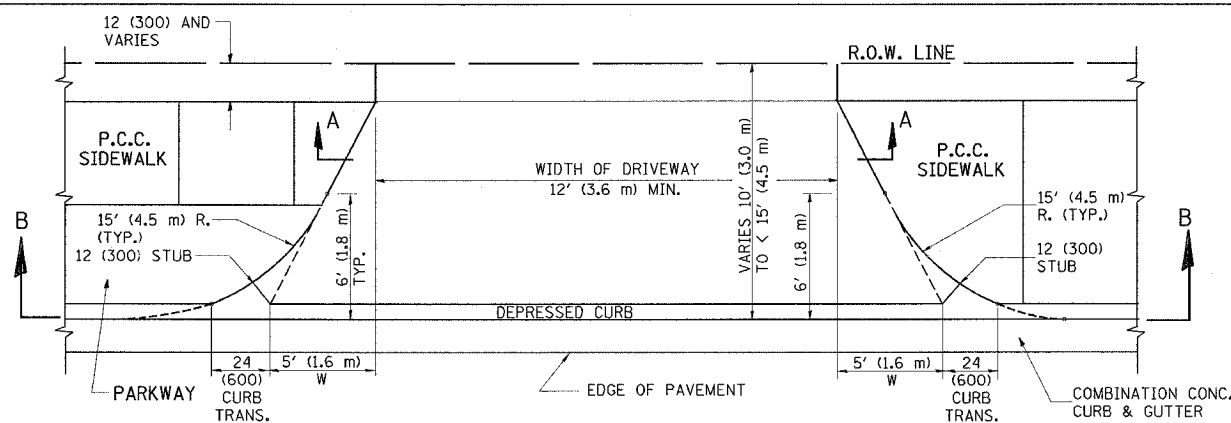 12 (300) AND
VARIES
R.O.W. LINE
A
A
P.C.C.
SIDEWALK
P.C.C.
SIDEWALK
WIDTH OF DRIVEWAY
12' (3.6 m) MIN.
VARIES 10' (3.0 m)
TO < 15' (4.5 m)
B
B
15' (4.5 m) R.
(TYP.)
12 (300) STUB
6' (1.8 m)
TYP.
6' (1.8 m)
15' (4.5 m)
R. (TYP.)
12 (300)
STUB
DEPRESSED CURB
24
(600)
CURB
TRANS.
5' (1.6 m)
W
5' (1.6 m)
W
24
(600)
CURB
TRANS.
PARKWAY
EDGE OF PAVEMENT
COMBINATION CONC.
CURB & GUTTER